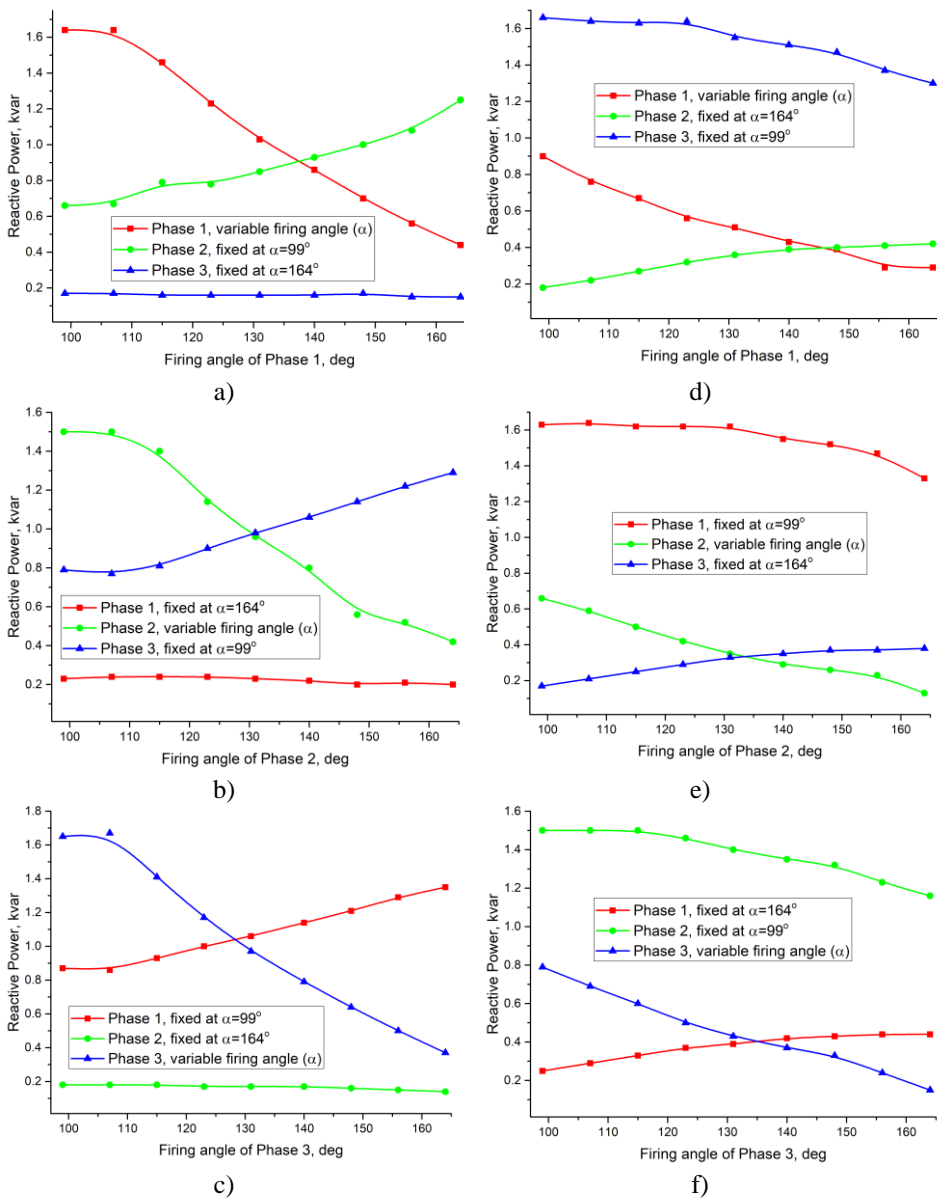 Reactive Power, kvar
1.6
1.4
1.2
1.0
0.8
0.6
0.4
0.2
Phase 1, variable firing angle (α)
Phase 2, fixed at α=99°
Phase 3, fixed at α=164°
100 110 120 130 140 150 160
Firing angle of Phase 1, deg
a)
Reactive Power, kvar
1.6
1.4
1.2
1.0
0.8
0.6
0.4
0.2
Phase 1, variable firing angle (α)
Phase 2, fixed at α=164°
Phase 3, fixed at α=99°
100 110 120 130 140 150 160
Firing angle of Phase 1, deg
d)
Reactive Power, kvar
1.6
1.4
1.2
1.0
0.8
0.6
0.4
0.2
Phase 1, fixed at α=164°
Phase 2, variable firing angle (α)
Phase 3, fixed at α=99°
100 110 120 130 140 150 160
Firing angle of Phase 2, deg
b)
Reactive Power, kvar
1.6
1.4
1.2
1.0
0.8
0.6
0.4
0.2
Phase 1, fixed at α=99°
Phase 2, variable firing angle (α)
Phase 3, fixed at α=164°
100 110 120 130 140 150 160
Firing angle of Phase 2, deg
e)
Reactive Power, kvar
1.8
1.6
1.4
1.2
1.0
0.8
0.6
0.4
0.2
Phase 1, fixed at α=99°
Phase 2, fixed at α=164°
Phase 3, variable firing angle (α)
100 110 120 130 140 150 160
Firing angle of Phase 3, deg
c)
Reactive Power, kvar
1.6
1.4
1.2
1.0
0.8
0.6
0.4
0.2
Phase 1, fixed at α=164°
Phase 2, fixed at α=99°
Phase 3, variable firing angle (α)
100 110 120 130 140 150 160
Firing angle of Phase 3, deg
f)